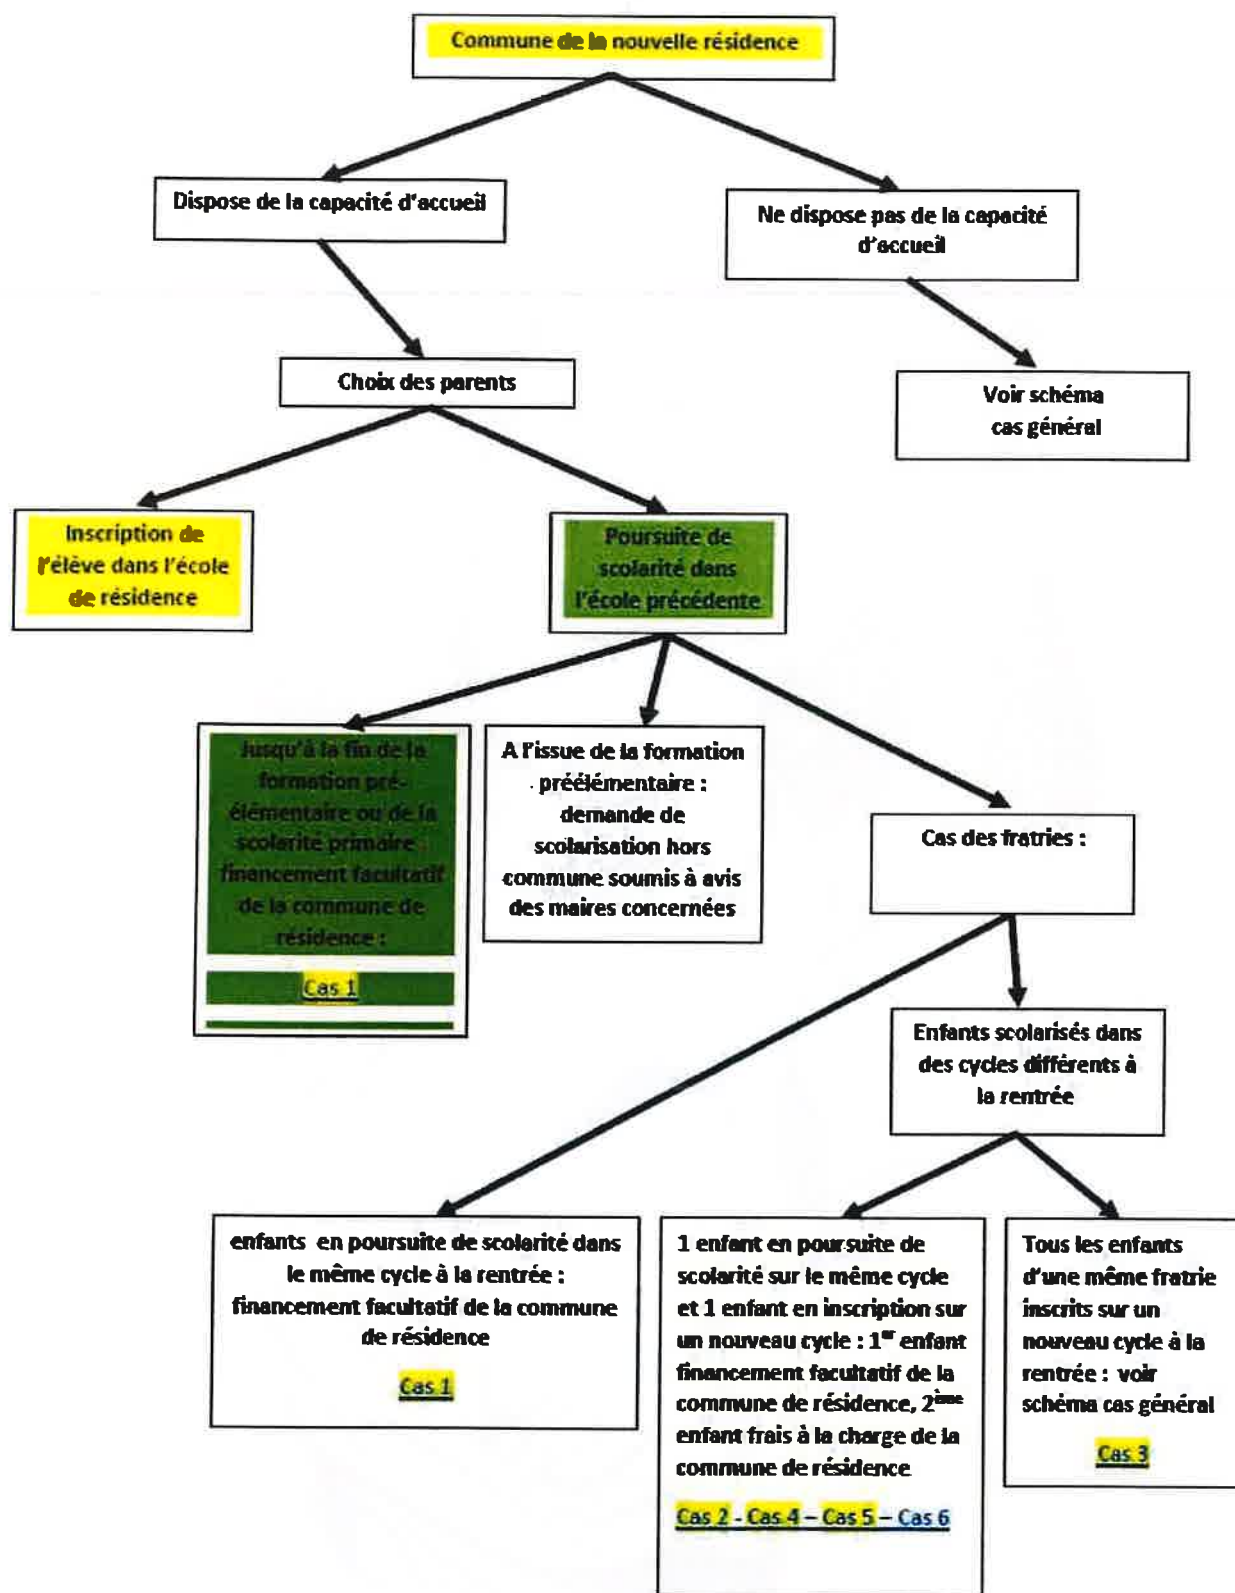 Commune de la nouvelle résidence
Dispose de la capacité d'accueil
Ne dispose pas de la capacité
d'accueil
Choix des parents
Voir schéma
cas général
Inscription de
l'élève dans l'école
de résidence
Poursuite de
scolarité dans
l'école précédente
Jusqu'à la fin de la
formation pré-
élémentaire ou de la
scolarité primaire :
financement facultatif
de la commune de
résidence :
Cas 1
A l'issue de la formation
préélémentaire :
demande de
scolarisation hors
commune soumis à avis
des maires concernées
Cas des fratries :
Enfants scolarisés dans
des cycles différents à
la rentrée
enfants en poursuite de scolarité dans
le même cycle à la rentrée :
financement facultatif de la commune
de résidence
Cas 1
1 enfant en poursuite de
scolarité sur le même cycle
et 1 enfant en inscription sur
un nouveau cycle : 1er enfant
financement facultatif de la
commune de résidence, 2ème
enfant frais à la charge de la
commune de résidence
Cas 2 - Cas 4 – Cas 5 – Cas 6
Tous les enfants
d'une même fratrie
inscrits sur un
nouveau cycle à la
rentrée : voir
schéma cas général
Cas 3